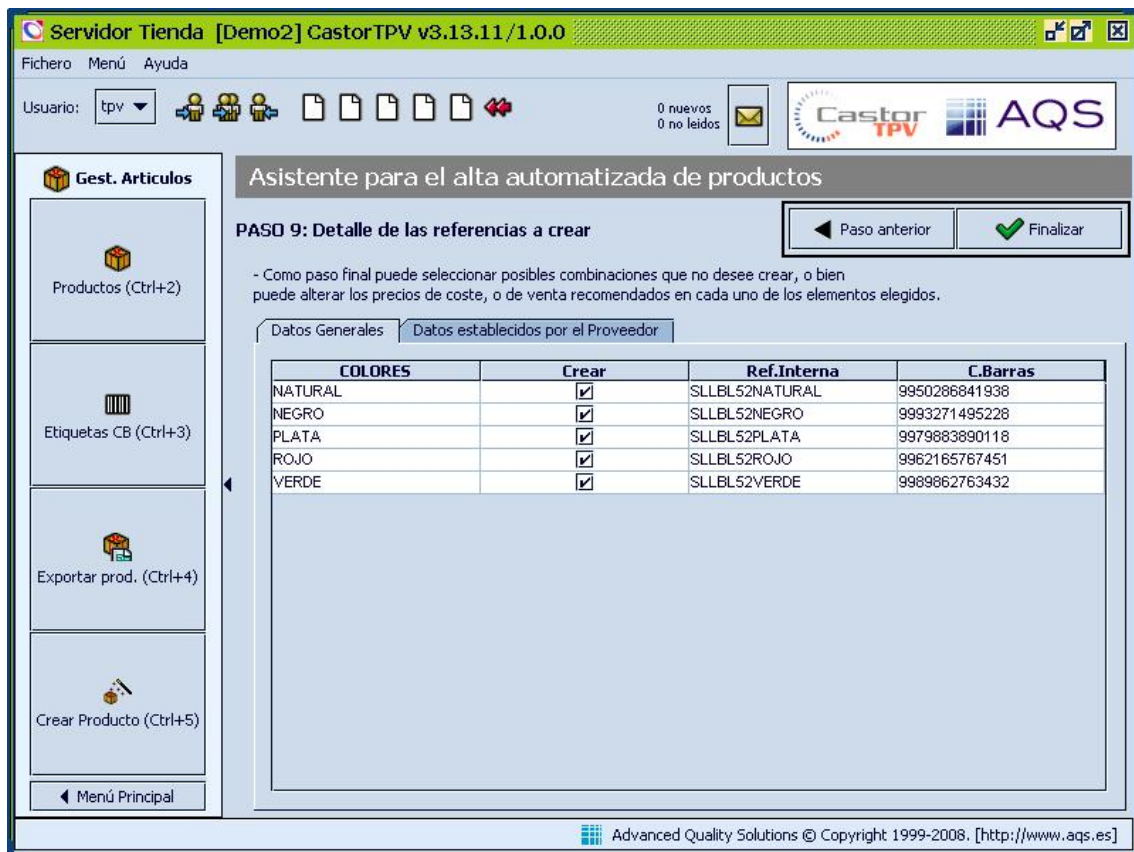 Servidor Tienda [Demo2] CastorTPV v3.13.11/1.0.0
Fichero Menú Ayuda
Usuario: tpv
0 nuevos
0 no leidos
Castor
TPV
AQS
Gest. Articulos
Productos (Ctrl+2)
Etiquetas CB (Ctrl+3)
Exportar prod. (Ctrl+4)
Crear Producto (Ctrl+5)
Menú Principal
Asistente para el alta automatizada de productos
PASO 9: Detalle de las referencias a crear
Paso anterior
Finalizar
- Como paso final puede seleccionar posibles combinaciones que no desee crear, o bien
puede alterar los precios de coste, o de venta recomendados en cada uno de los elementos elegidos.
Datos Generales Datos establecidos por el Proveedor
COLORES Crear Ref.Interna C.Barras
NATURAL SLLBL52NATURAL 9950286841938
NEGRO SLLBL52NEGRO 9993271495228
PLATA SLLBL52PLATA 9979883890118
ROJO SLLBL52ROJO 9962165767451
VERDE SLLBL52VERDE 9989862763432
Advanced Quality Solutions © Copyright 1999-2008. [http://www.aqs.es]